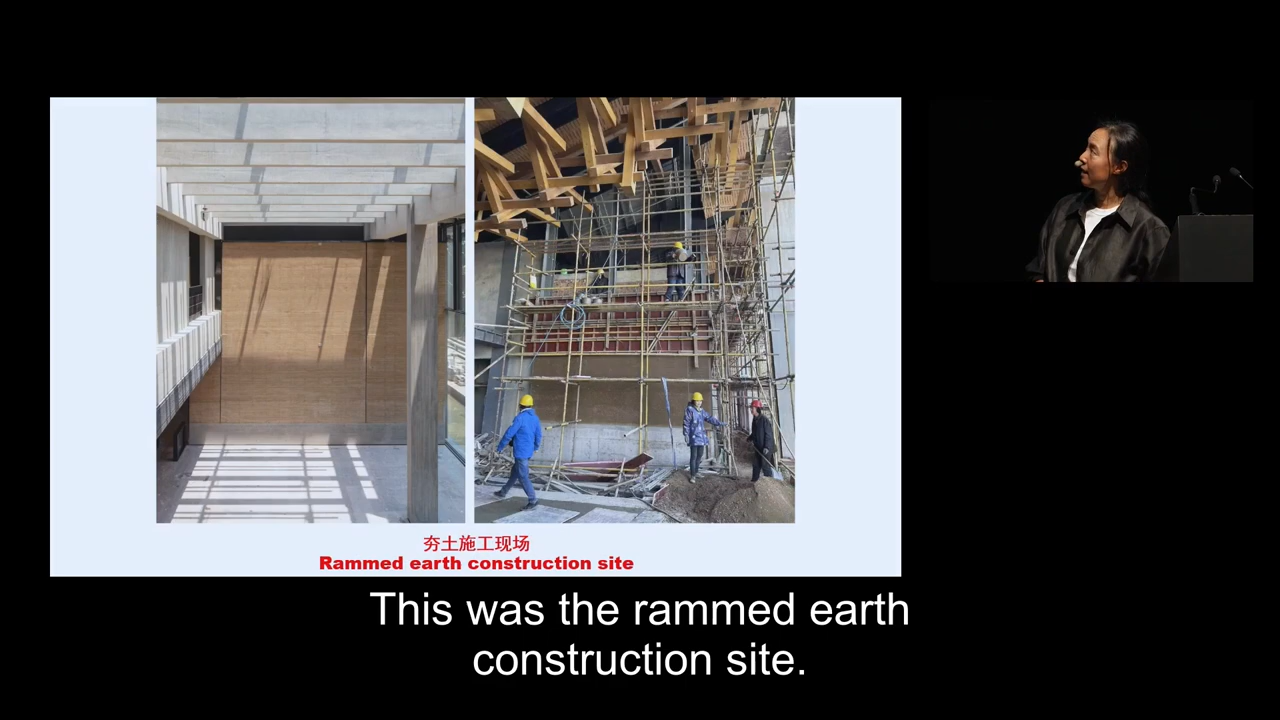 夯土施工现场
Rammed earth construction site
This was the rammed earth
construction site.